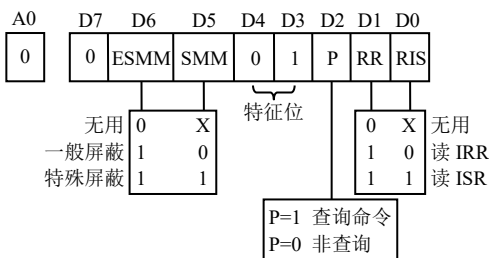 A0 D7 D6 D5 D4 D3 D2 D1 D0
0 0 ESMM SMM 0 1 P RR RIS
特征位
无用 0 X 0 X 无用
一般屏蔽 1 0 1 0 读 IRR
特殊屏蔽 1 1 1 1 读 ISR
P=1 查询命令
P=0 非查询